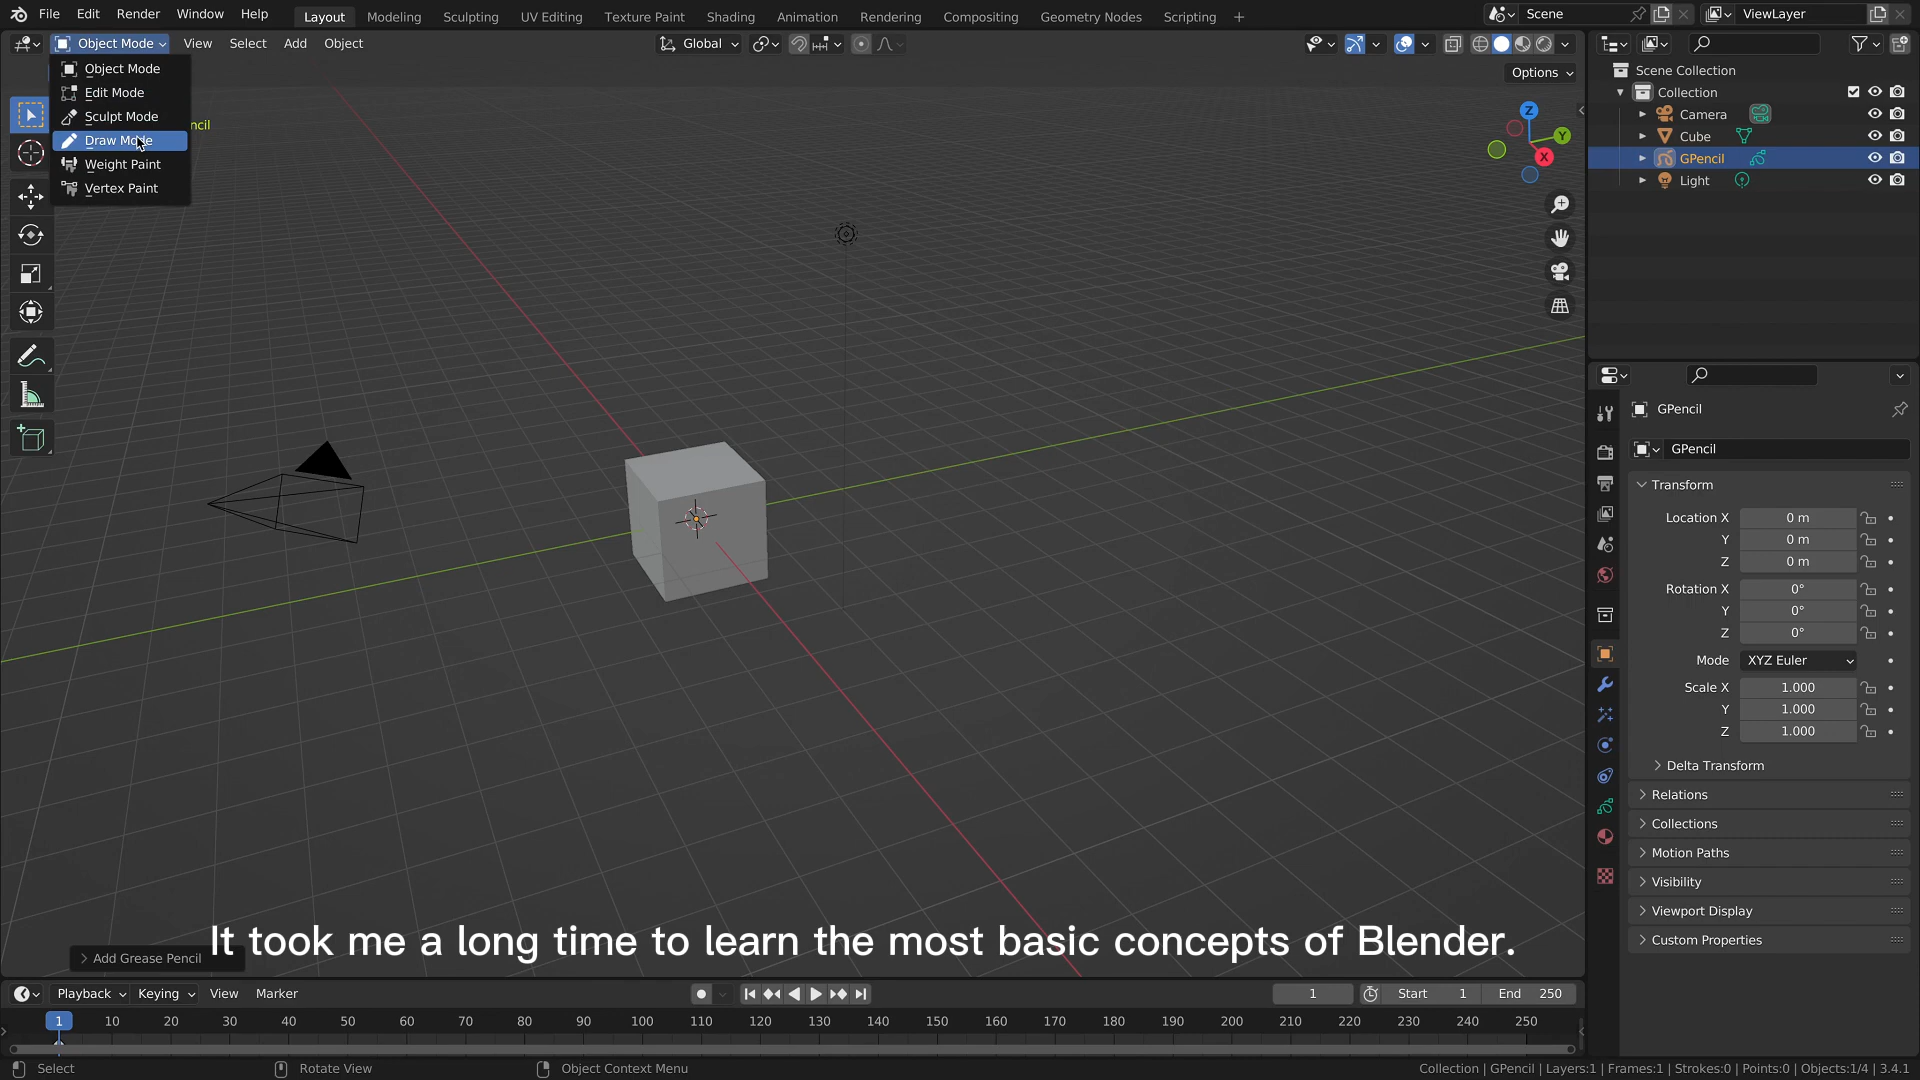 File Edit Render Window Help Layout Modeling Sculpting UV Editing Texture Paint Shading Animation Rendering Compositing Geometry Nodes Scripting + Scene ViewLayer
Object Mode View Select Add Object Global
Options
Object Mode
Edit Mode
Sculpt Mode
Draw Mode
Weight Paint
Vertex Paint
ncil
Z
Y
X
Scene Collection
Collection
Camera
Cube
GPencil
Light
GPencil
GPencil
Transform
Location X 0 m
Y 0 m
Z 0 m
Rotation X 0°
Y 0°
Z 0°
Mode XYZ Euler
Scale X 1.000
Y 1.000
Z 1.000
Delta Transform
Relations
Collections
Motion Paths
Visibility
Viewport Display
Custom Properties
It took me a long time to learn the most basic concepts of Blender.
Add Grease Pencil
Playback Keying View Marker 1 Start 1 End 250
1 10 20 30 40 50 60 70 80 90 100 110 120 130 140 150 160 170 180 190 200 210 220 230 240 250
Select Rotate View Object Context Menu Collection | GPencil | Layers:1 | Frames:1 | Strokes:0 | Points:0 | Objects:1/4 | 3.4.1